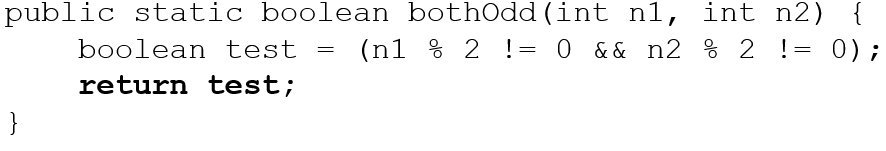 public static boolean bothOdd(int n1, int n2) {
    boolean test = (n1 % 2 != 0 && n2 % 2 != 0);
    return test;
}